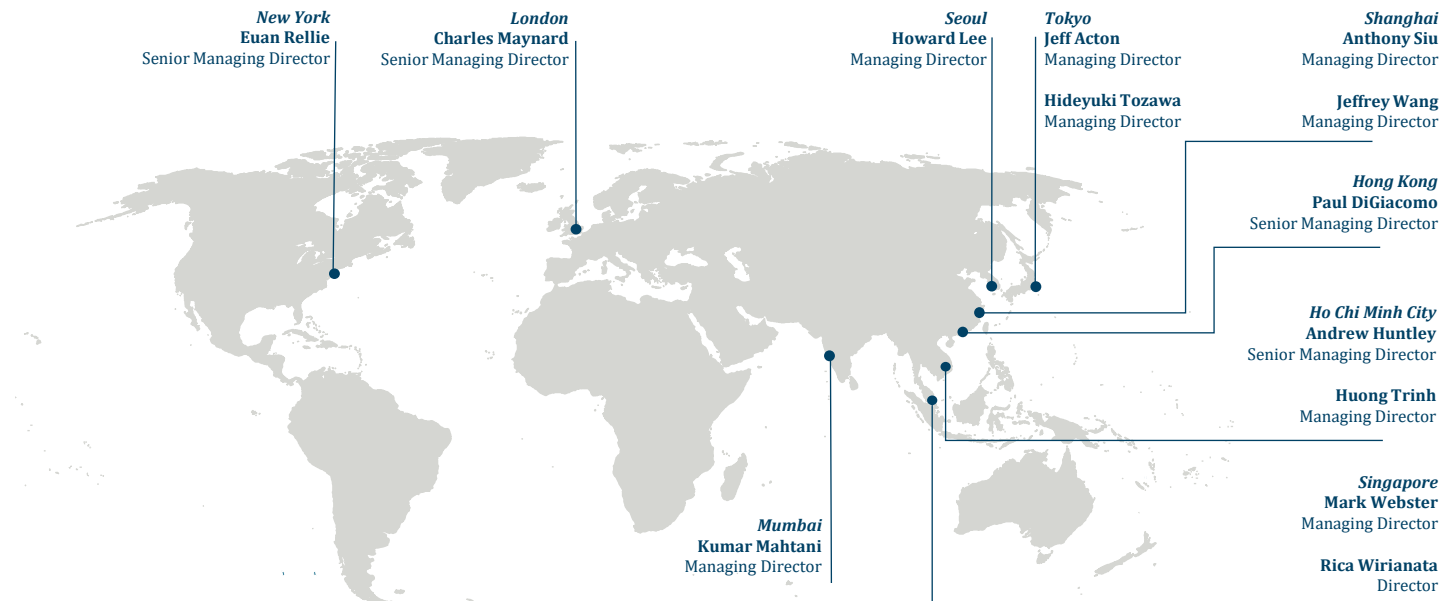 New York
Euan Rellie
Senior Managing Director
London
Charles Maynard
Senior Managing Director
Seoul
Howard Lee
Managing Director
Tokyo
Jeff Acton
Managing Director
Hideyuki Tozawa
Managing Director
Shanghai
Anthony Siu
Managing Director
Jeffrey Wang
Managing Director
Hong Kong
Paul DiGiacomo
Senior Managing Director
Ho Chi Minh City
Andrew Huntley
Senior Managing Director
Huong Trinh
Managing Director
Singapore
Mark Webster
Managing Director
Rica Wirianata
Director
Mumbai
Kumar Mahtani
Managing Director